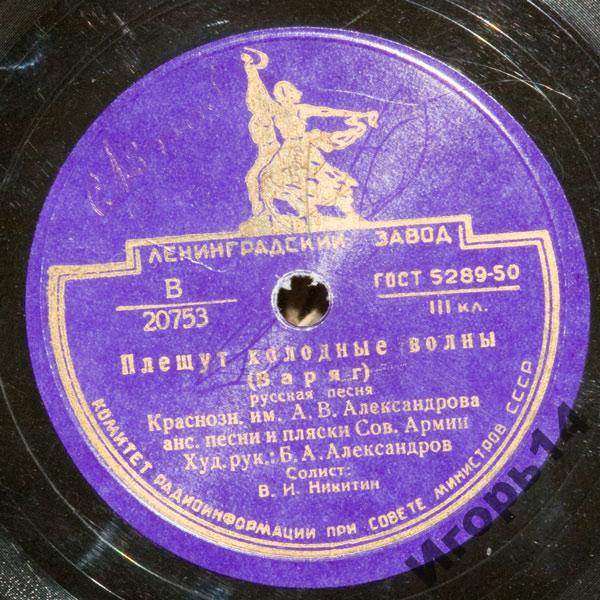 ЛЕНИНГРАДСКИЙ ЗАВОД
В
20753
ГОСТ 5289-50
III кл.
Плещут холодные волны
(Варяг)
русская песня
Краснозн. им. А. В. Александрова
анс. песни и пляски Сов. Армии
Худ. рук.: Б. А. Александров
Солист:
В. И. Никитин
КОМИТЕТ РАДИОИНФОРМАЦИИ ПРИ СОВЕТЕ МИНИСТРОВ СССР
Игорь14